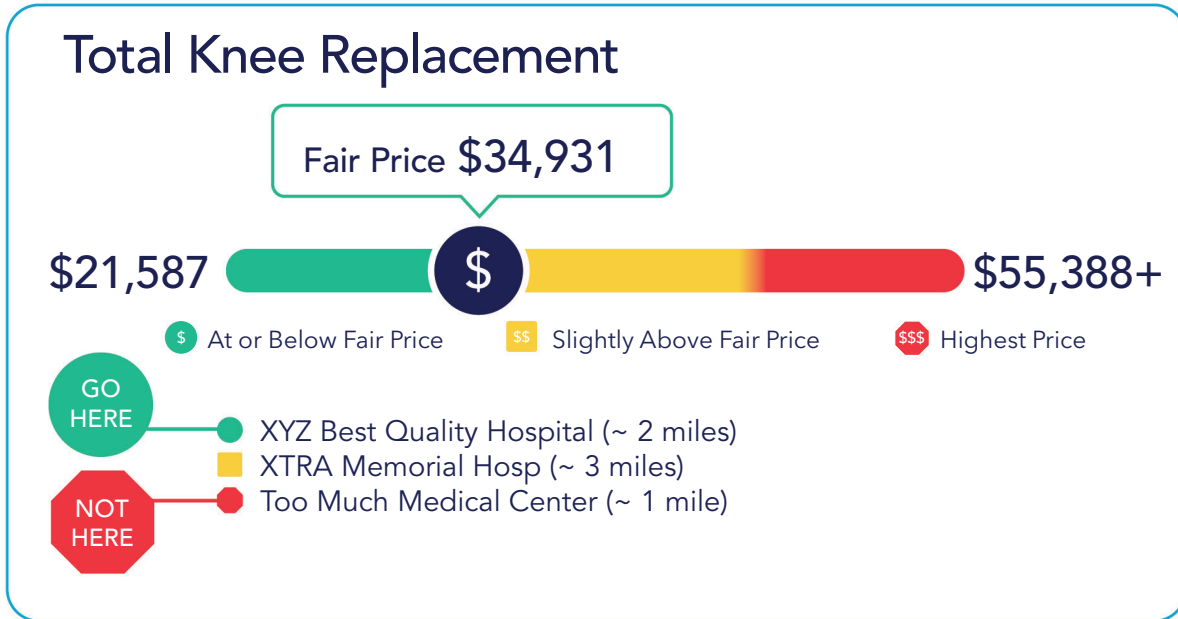 Total Knee Replacement
Fair Price $34,931
$21,587
$
$55,388+
$ At or Below Fair Price
$$ Slightly Above Fair Price
$$$ Highest Price
GO
HERE
XYZ Best Quality Hospital (~ 2 miles)
XTRA Memorial Hosp (~ 3 miles)
Too Much Medical Center (~ 1 mile)
NOT
HERE